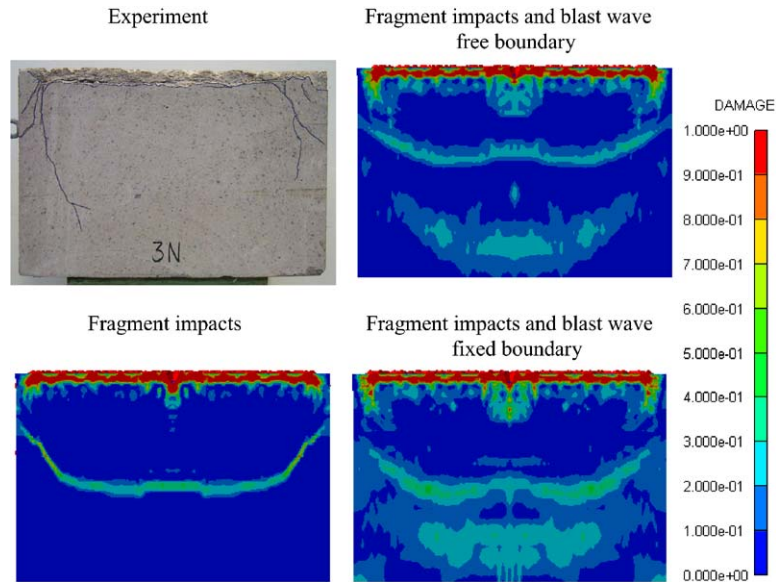 Experiment
Fragment impacts and blast wave
free boundary
3N
Fragment impacts
Fragment impacts and blast wave
fixed boundary
DAMAGE
1.000e+00
9.000e-01
8.000e-01
7.000e-01
6.000e-01
5.000e-01
4.000e-01
3.000e-01
2.000e-01
1.000e-01
0.000e+00